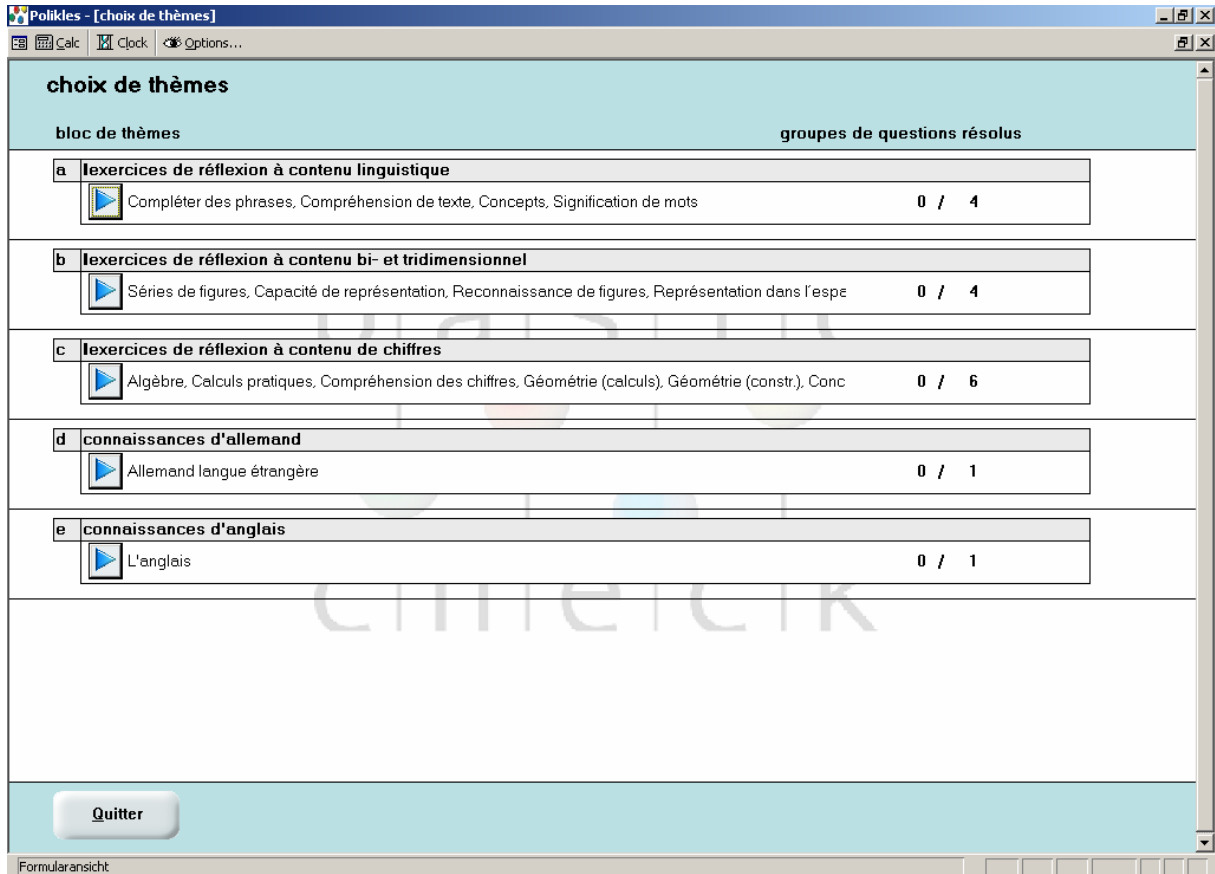 Polikles - [choix de thèmes]
Calc Clock Options...
choix de thèmes
bloc de thèmes groupes de questions résolus
a lexercices de réflexion à contenu linguistique
Compléter des phrases, Compréhension de texte, Concepts, Signification de mots 0 / 4
b lexercices de réflexion à contenu bi- et tridimensionnel
Séries de figures, Capacité de représentation, Reconnaissance de figures, Représentation dans l´espa 0 / 4
basic
c lexercices de réflexion à contenu de chiffres
Algèbre, Calculs pratiques, Compréhension des chiffres, Géométrie (calculs), Géométrie (constr.), Conc 0 / 6
d connaissances d'allemand
Allemand langue étrangère 0 / 1
e connaissances d'anglais
L'anglais 0 / 1
check
Quitter
Formularansicht